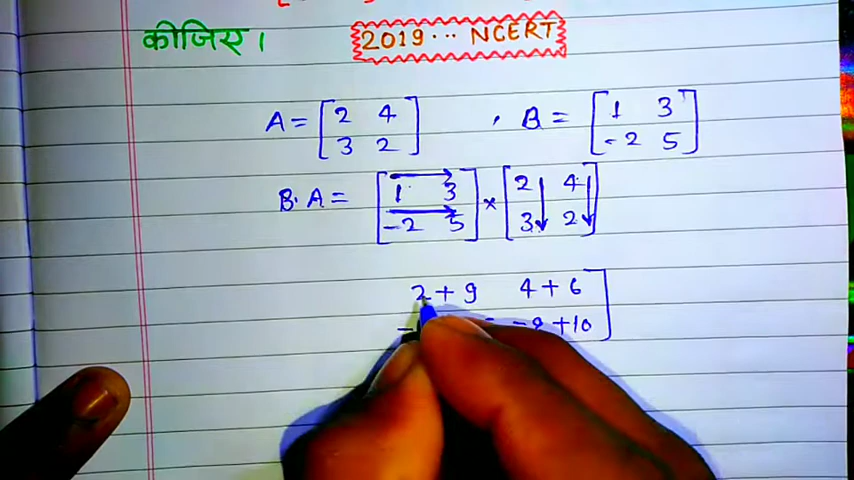 कीजिए। 2019... NCERT
A = [2 4 , B = [1 3
3 2] -2 5]
B.A = [1 3 × [2 4
-2 5] 3 2]
2+9 4+6
-8+10]